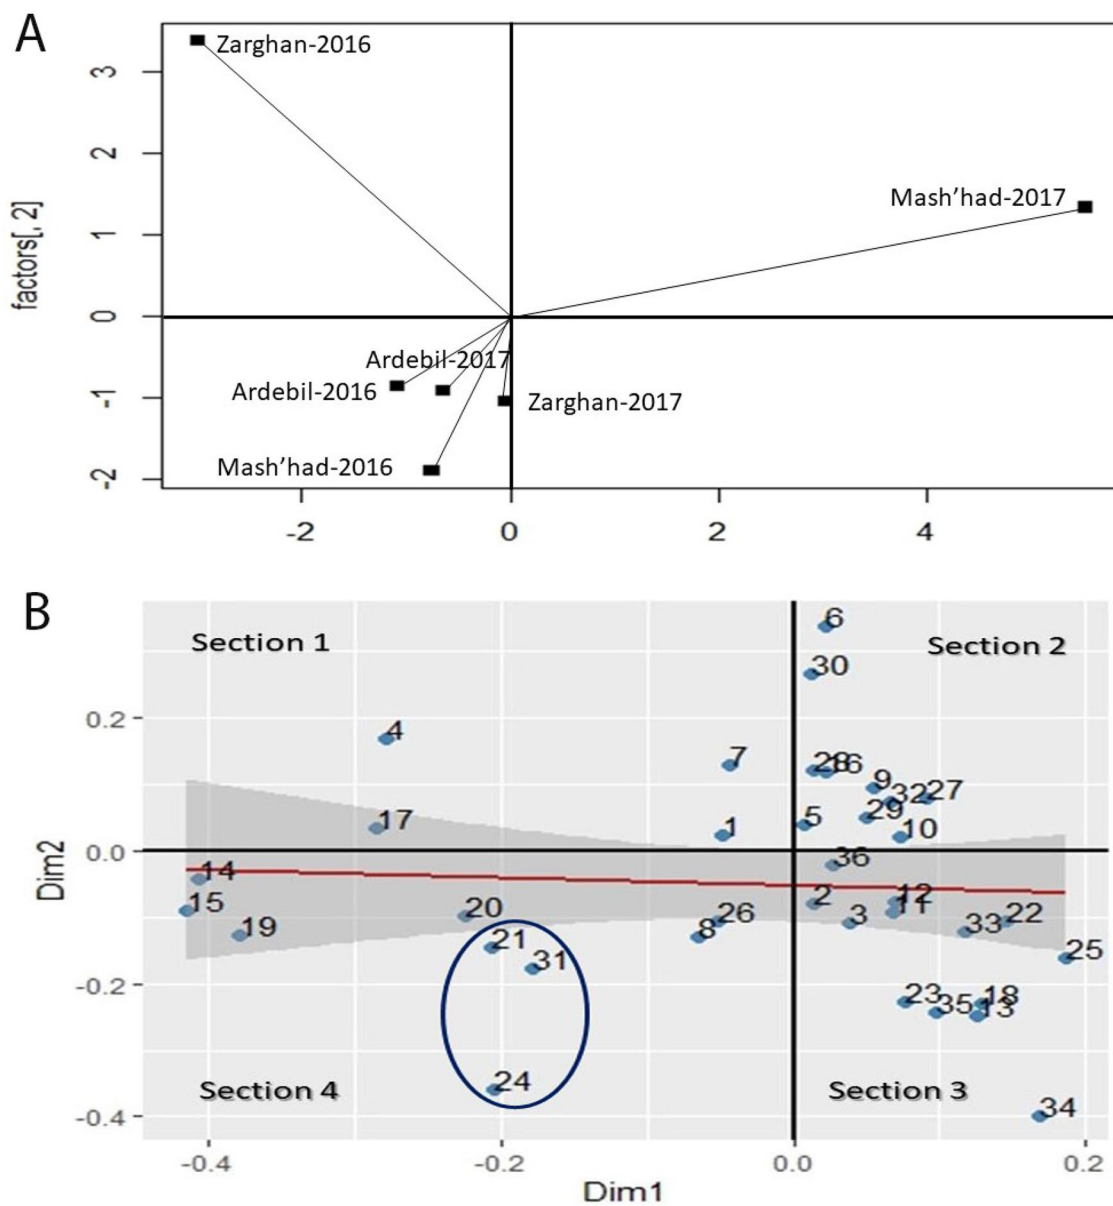 A
Zarghan-2016
3
2
Mash’had-2017
1
factors[, 2]
0
Ardebil-2017
Ardebil-2016
-1
Zarghan-2017
Mash’had-2016
-2
-2 0 2 4
B
6
Section 1
Section 2
30
0.2
4
7
28 16
9
32 27
29
17
1
5
10
0.0
36
14
15
20
2
12
11
19
8 26
3
33 22
21
25
31
Dim2
-0.2
23 35 18
13
24
Section 4
Section 3
34
-0.4
-0.4 -0.2 0.0 0.2
Dim1